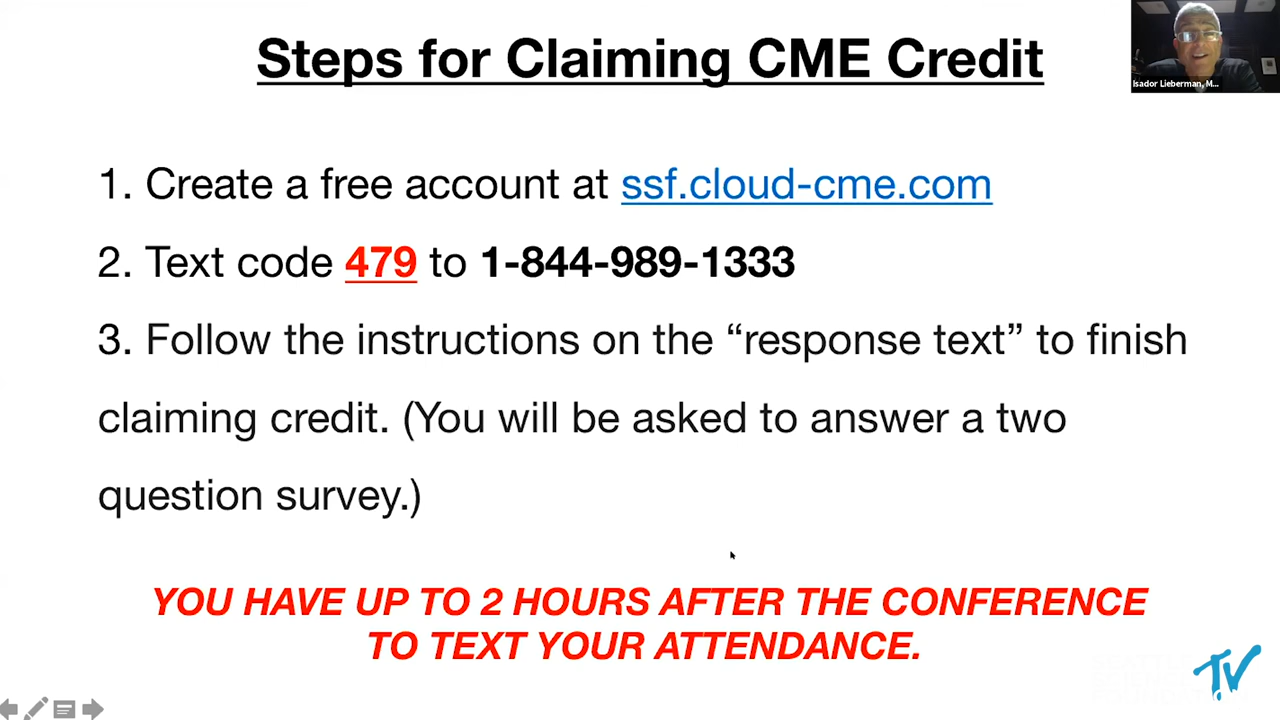 Steps for Claiming CME Credit
Isador Lieberman, M...
1. Create a free account at ssf.cloud-cme.com
2. Text code 479 to 1-844-989-1333
3. Follow the instructions on the “response text” to finish
claiming credit. (You will be asked to answer a two
question survey.)
YOU HAVE UP TO 2 HOURS AFTER THE CONFERENCE
TO TEXT YOUR ATTENDANCE.
TV